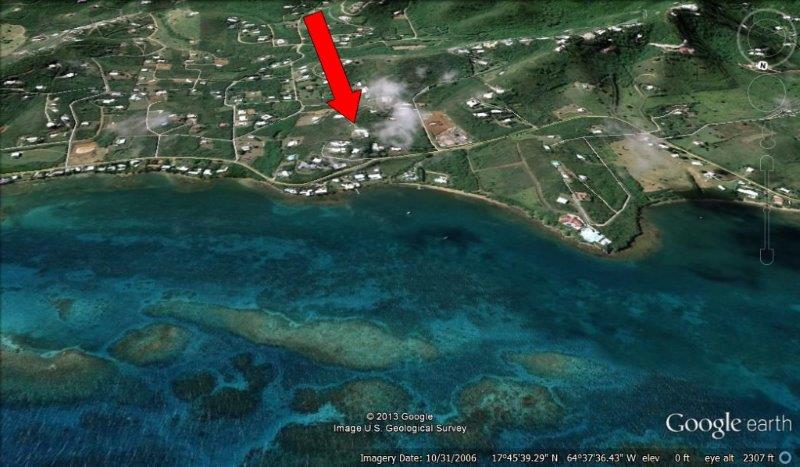 N
© 2013 Google
Image U.S. Geological Survey
Google earth
Imagery Date: 10/31/2006 17°45'39.29" N 64°37'36.43" W elev 0 ft eye alt 2307 ft